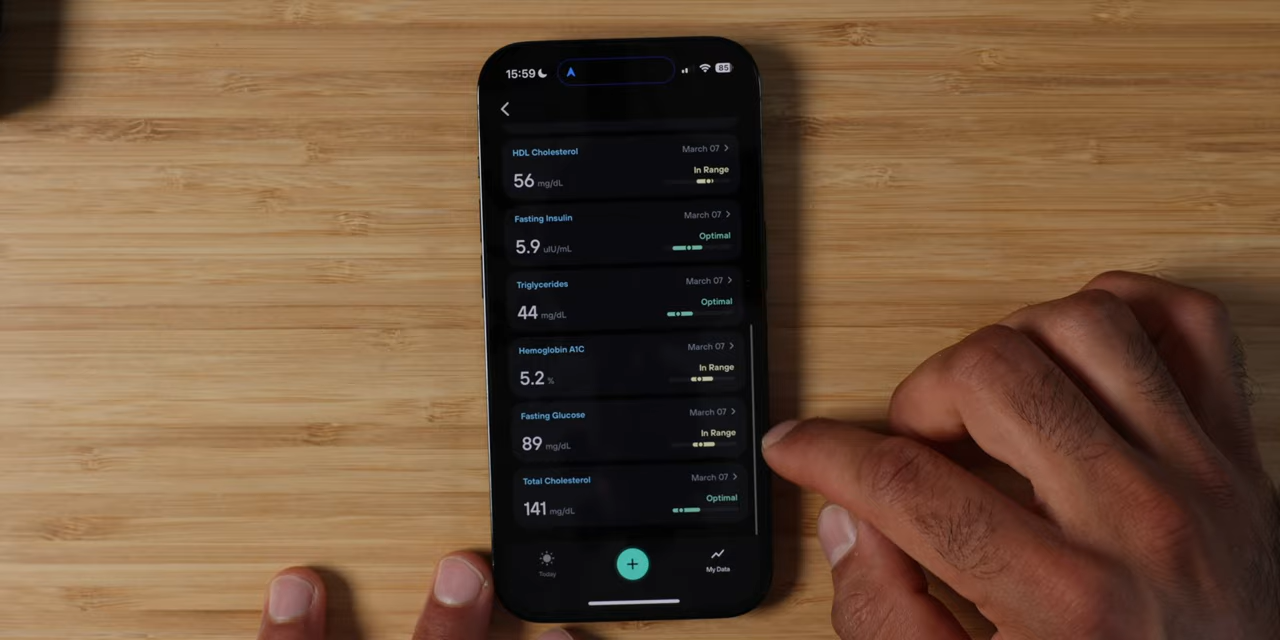 15:59
85
HDL Cholesterol March 07
In Range
56 mg/dL
Fasting Insulin March 07
Optimal
5.9 uIU/mL
Triglycerides March 07
Optimal
44 mg/dL
Hemoglobin A1C March 07
In Range
5.2 %
Fasting Glucose March 07
In Range
89 mg/dL
Total Cholesterol March 07
Optimal
141 mg/dL
Today
My Data